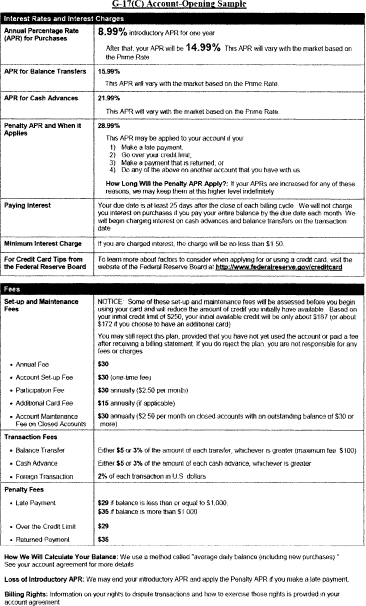 G-17(C) Account-Opening Sample
Interest Rates and Interest Charges
Annual Percentage Rate (APR) for Purchases
8.99% introductory APR for one year
After that, your APR will be 14.99%  This APR will vary with the market based on
the Prime Rate
APR for Balance Transfers
15.99%
This APR will vary with the market based on the Prime Rate.
APR for Cash Advances
21.99%
This APR will vary with the market based on the Prime Rate.
Penalty APR and When it Applies
28.99%
This APR may be applied to your account if you
1) Make a late payment,
2) Go over your credit limit,
3) Make a payment that is returned, or
4) Do any of the above on another account that you have with us
How Long Will the Penalty APR Apply?: If your APRs are increased for any of these
reasons, we may keep them at this higher level indefinitely
Paying Interest
Your due date is at least 25 days after the close of each billing cycle  We will not charge
you interest on purchases if you pay your entire balance by the due date each month  We
will begin charging interest on cash advances and balance transfers on the transaction
date
Minimum Interest Charge
If you are charged interest, the charge will be no less than $1 50.
For Credit Card Tips from the Federal Reserve Board
To learn more about factors to consider when applying for or using a credit card, visit the
website of the Federal Reserve Board at http://www.federalreserve.gov/creditcard
Fees
Set-up and Maintenance Fees
NOTICE:  Some of these set-up and maintenance fees will be assessed before you begin
using your card and will reduce the amount of credit you initially have available  Based on
your initial credit limit of $250, your initial available credit will be only about $157 (or about
$172 if you choose to have an additional card)
You may still reject this plan, provided that you have not yet used the account or paid a fee
after receiving a billing statement  If you do reject the plan, you are not responsible for any
fees or charges
• Annual Fee
$30
• Account Set-up Fee
$30 (one-time fee)
• Participation Fee
$30 annually ($2.50 per month)
• Additional Card Fee
$15 annually (if applicable)
• Account Maintenance Fee on Closed Accounts
$30 annually ($2 50 per month on closed accounts with an outstanding balance of $30 or
more)
Transaction Fees
• Balance Transfer
Either $5 or 3% of the amount of each transfer, whichever is greater (maximum fee  $100)
• Cash Advance
Either $5 or 3% of the amount of each cash advance, whichever is greater
• Foreign Transaction
2% of each transaction in U.S  dollars
Penalty Fees
• Late Payment
$29 if balance is less than or equal to $1,000,
$35 if balance is more than $1 000
• Over the Credit Limit
$29
• Returned Payment
$35
How We Will Calculate Your Balance: We use a method called "average daily balance (including new purchases) "
See your account agreement for more details
Loss of Introductory APR: We may end your introductory APR and apply the Penalty APR if you make a late payment.
Billing Rights: Information on your rights to dispute transactions and how to exercise those rights is provided in your
account agreement